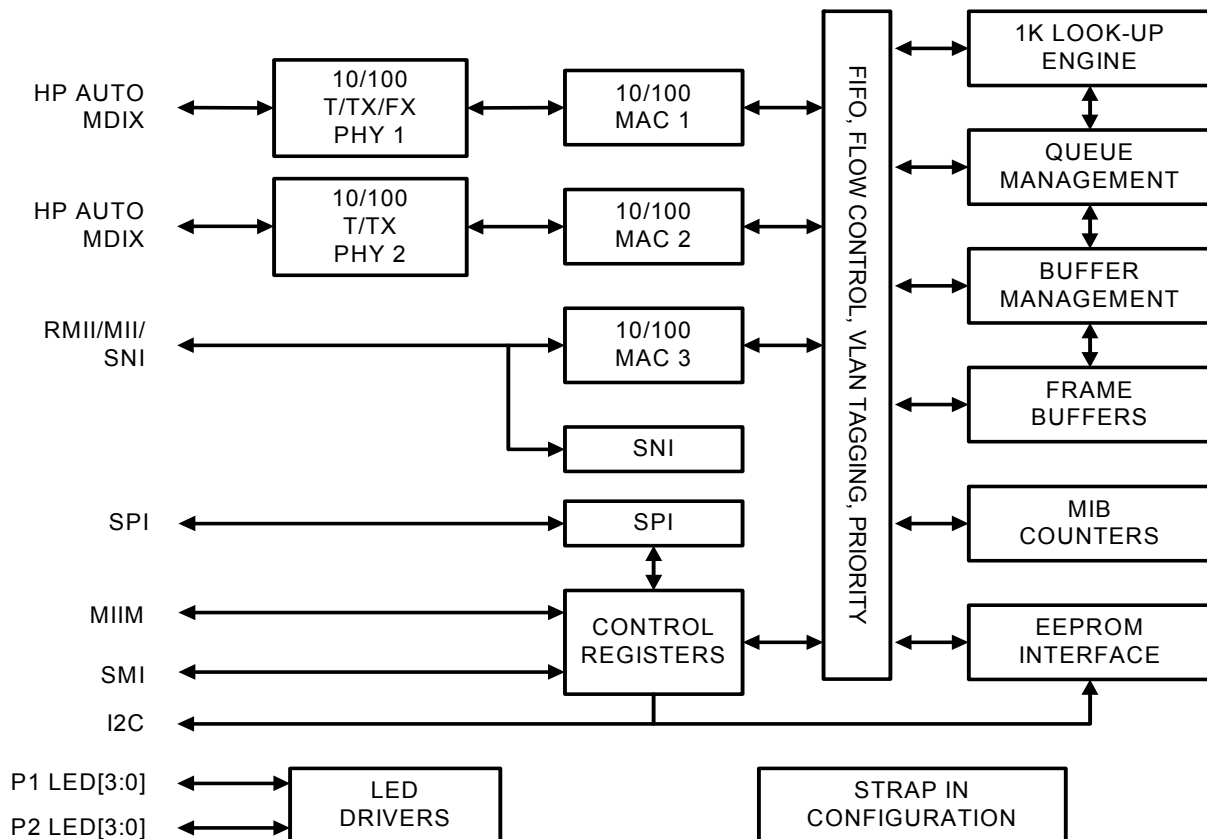 HP AUTO
MDIX
10/100
T/TX/FX
PHY 1
10/100
MAC 1
FIFO, FLOW CONTROL, VLAN TAGGING, PRIORITY
1K LOOK-UP
ENGINE
HP AUTO
MDIX
10/100
T/TX
PHY 2
10/100
MAC 2
QUEUE
MANAGEMENT
RMII/MII/
SNI
10/100
MAC 3
BUFFER
MANAGEMENT
FRAME
BUFFERS
SNI
SPI
SPI
MIB
COUNTERS
MIIM
SMI
I2C
CONTROL
REGISTERS
EEPROM
INTERFACE
P1 LED[3:0]
P2 LED[3:0]
LED
DRIVERS
STRAP IN
CONFIGURATION